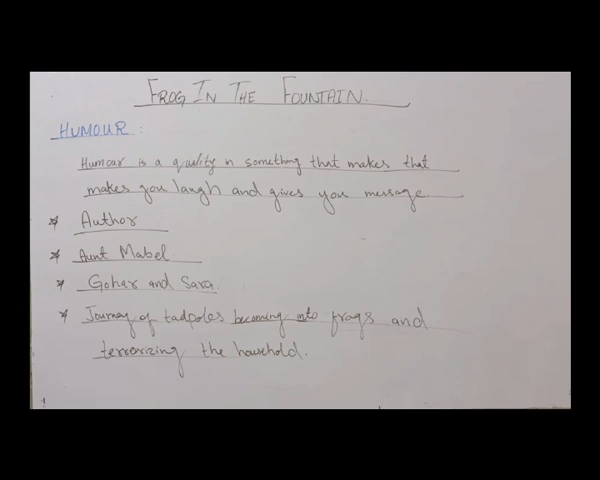 FROG IN THE FOUNTAIN.
HUMOUR :
Humour is a quality in something that makes that
makes you laugh and gives you message
* Author
* Aunt Mabel
* Gohar and Sara.
* Journay of tadpoles becoming into frogs and
terrorizing the household.